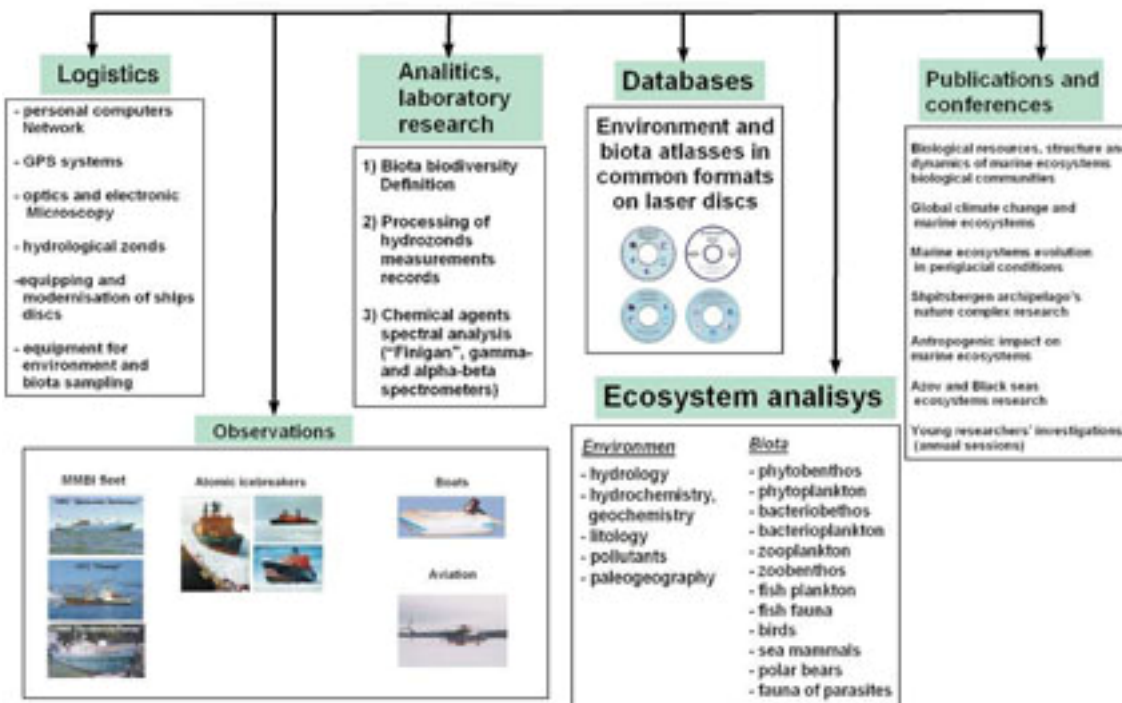 Logistics
- personal computers
Network
- GPS systems
- optics and electronic
Microscopy
- hydrological zonds
-equipping and
modernisation of ships
discs
- equipment for
environment and
biota sampling
Analitics,
laboratory
research
1) Biota biodiversity
Definition
2) Processing of
hydrozonds
measurements
records
3) Chemical agents
spectral analysis
("Finigan", gamma-
and alpha-beta
spectrometers)
Databases
Environment and
biota atlasses in
common formats
on laser discs
Publications and
conferences
Biological resources, structure and
dynamics of marine ecosystems
biological communities
Global climate change and
marine ecosystems
Marine ecosystems evolution
in periglacial conditions
Shpitsbergen archipelago's
nature complex research
Antropogenic impact on
marine ecosystems
Azov and Black seas
ecosystems research
Young researchers' investigations
(annual sessions)
Observations
MMBI fleet
Atomic icebreakers
Boats
Aviation
Ecosystem analisys
Environmen
- hydrology
- hydrochemistry,
geochemistry
- litology
- pollutants
- paleogeography
Biota
- phytobenthos
- phytoplankton
- bacteriobethos
- bacterioplankton
- zooplankton
- zoobenthos
- fish plankton
- fish fauna
- birds
- sea mammals
- polar bears
- fauna of parasites